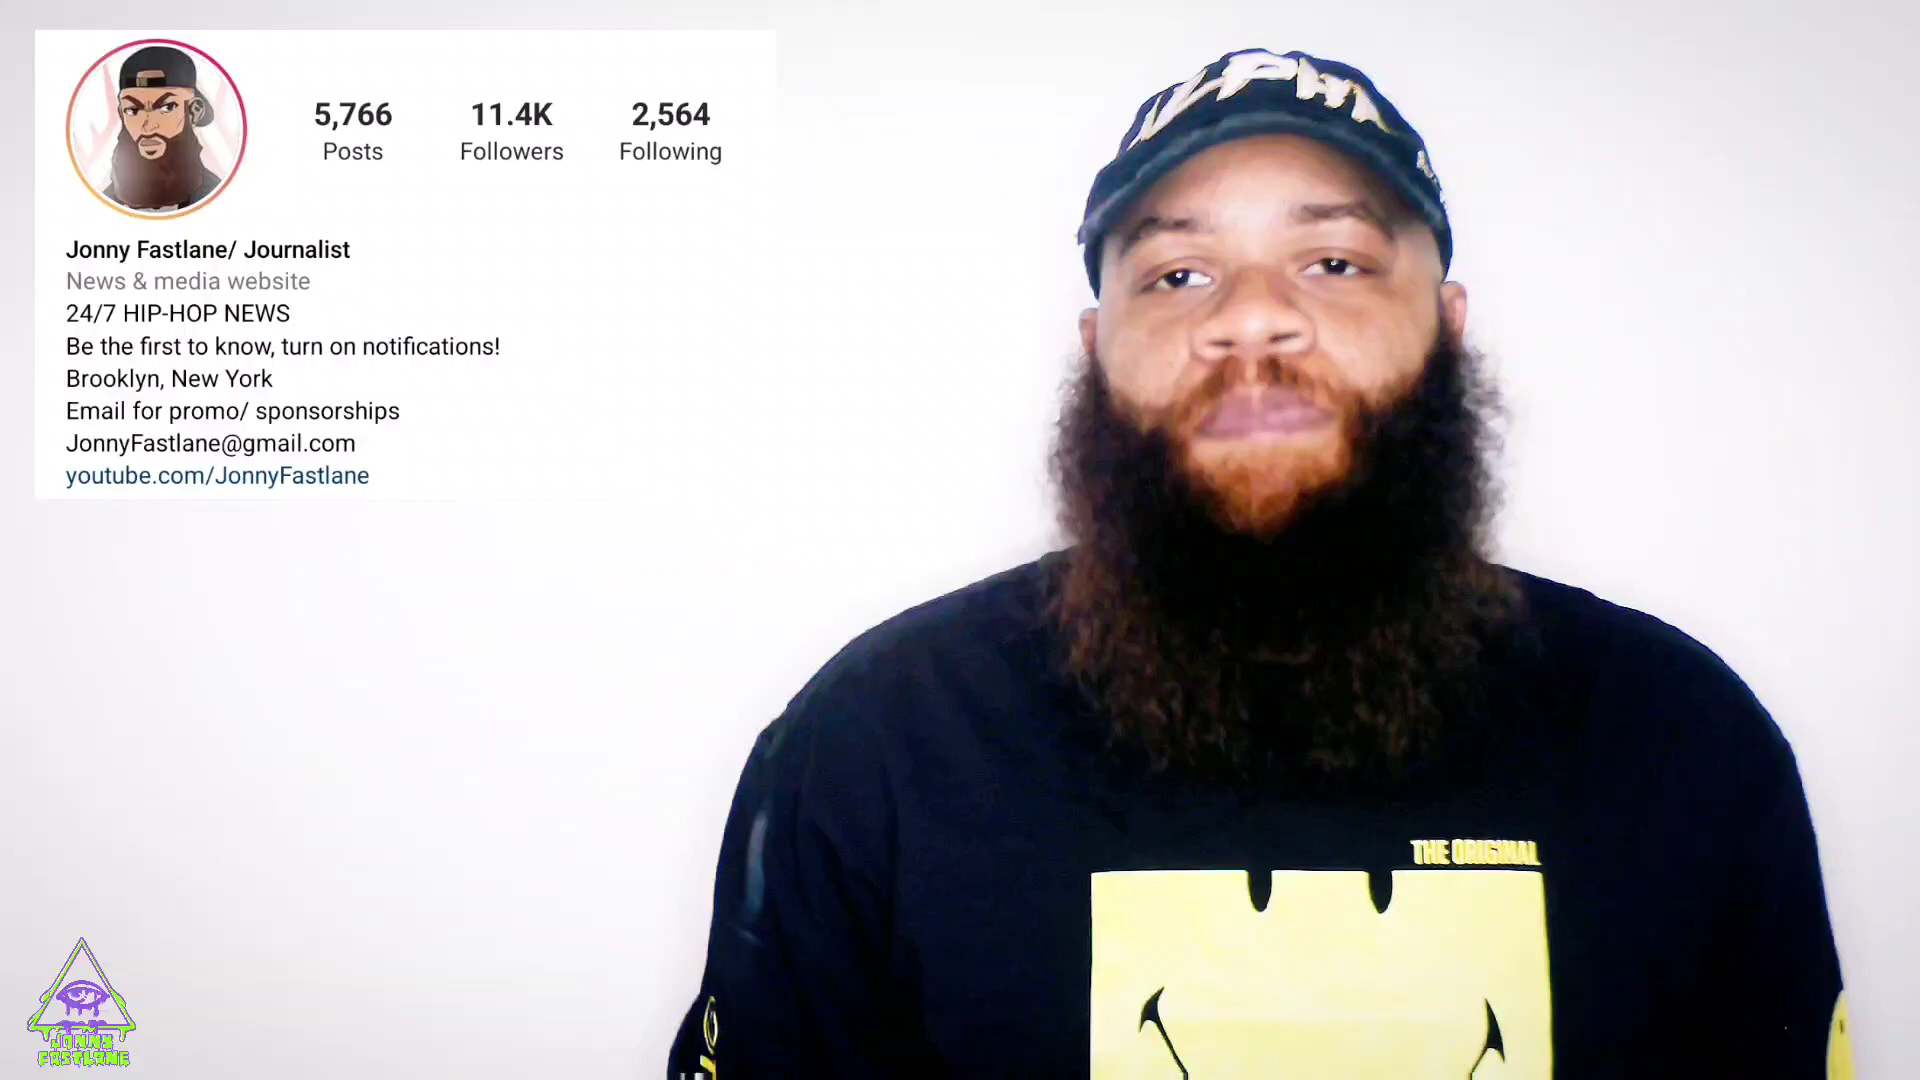 5,766 11.4K 2,564
Posts Followers Following
Jonny Fastlane/ Journalist
News & media website
24/7 HIP-HOP NEWS
Be the first to know, turn on notifications!
Brooklyn, New York
Email for promo/ sponsorships
JonnyFastlane@gmail.com
youtube.com/JonnyFastlane
THE ORIGINAL
JONNY
FASTLANE